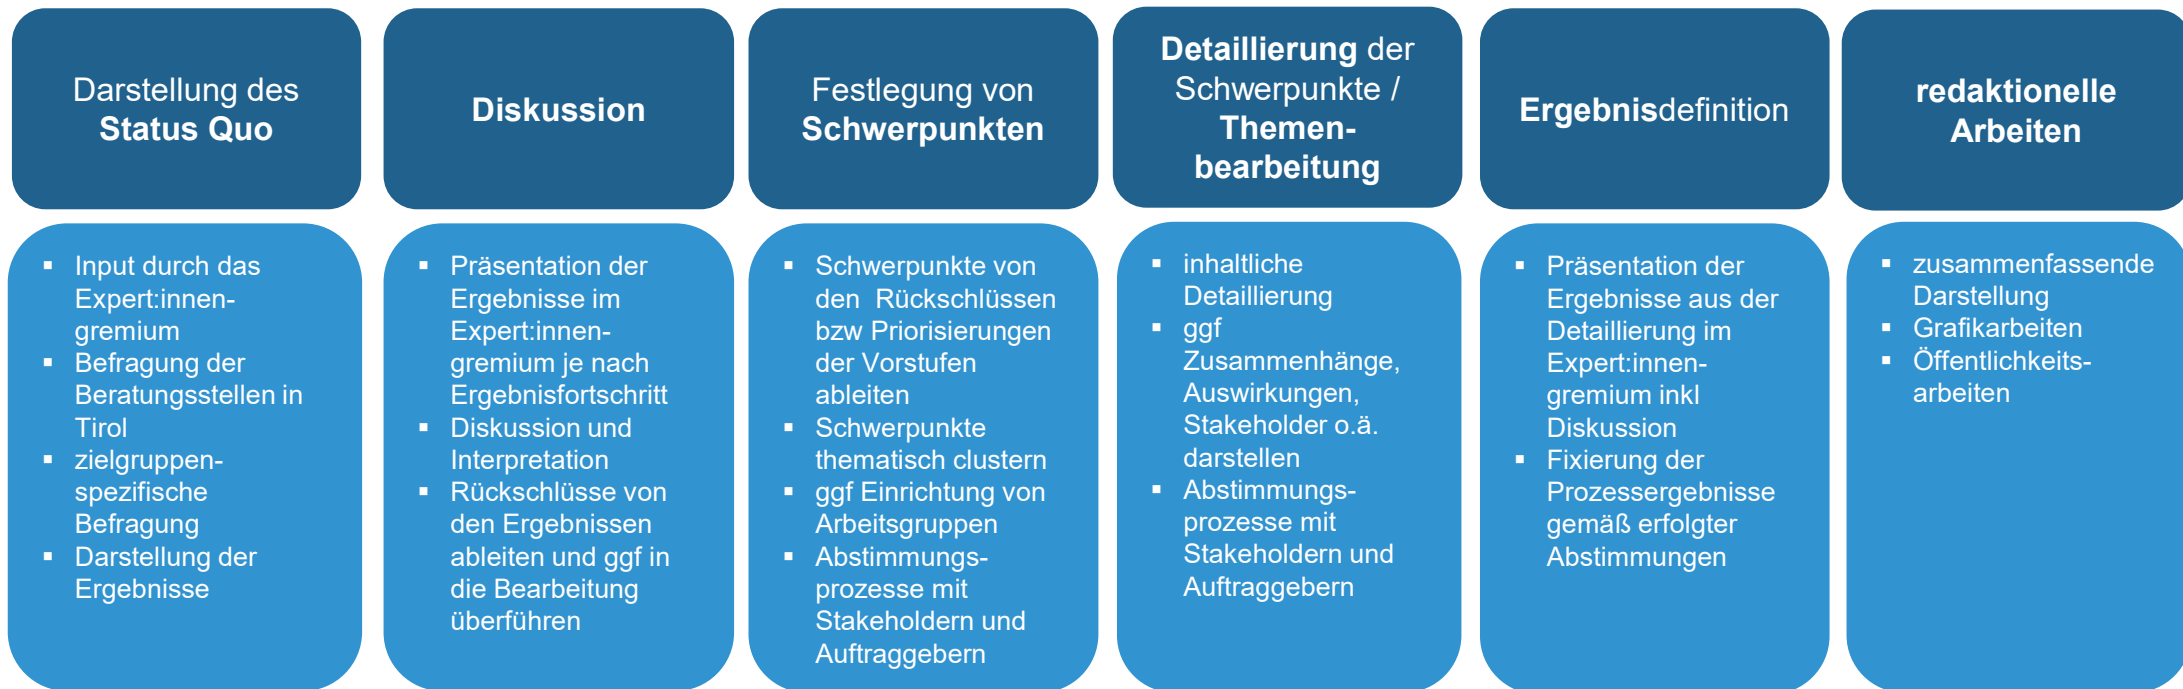 Darstellung des
Status Quo
Input durch das
Expert:innen-
gremium
Befragung der
Beratungsstellen in
Tirol
zielgruppen-
spezifische
Befragung
Darstellung der
Ergebnisse
Diskussion
Präsentation der
Ergebnisse im
Expert:innen-
gremium je nach
Ergebnisfortschritt
Diskussion und
Interpretation
Rückschlüsse von
den Ergebnissen
ableiten und ggf in
die Bearbeitung
überführen
Festlegung von
Schwerpunkten
Schwerpunkte von
den Rückschlüssen
bzw Priorisierungen
der Vorstufen
ableiten
Schwerpunkte
thematisch clustern
ggf Einrichtung von
Arbeitsgruppen
Abstimmungs-
prozesse mit
Stakeholdern und
Auftraggebern
Detaillierung der
Schwerpunkte /
Themen-
bearbeitung
inhaltliche
Detaillierung
ggf
Zusammenhänge,
Auswirkungen,
Stakeholder o.ä.
darstellen
Abstimmungs-
prozesse mit
Stakeholdern und
Auftraggebern
Ergebnisdefinition
Präsentation der
Ergebnisse aus der
Detaillierung im
Expert:innen-
gremium inkl
Diskussion
Fixierung der
Prozessergebnisse
gemäß erfolgter
Abstimmungen
redaktionelle
Arbeiten
zusammenfassende
Darstellung
Grafikarbeiten
Öffentlichkeits-
arbeiten